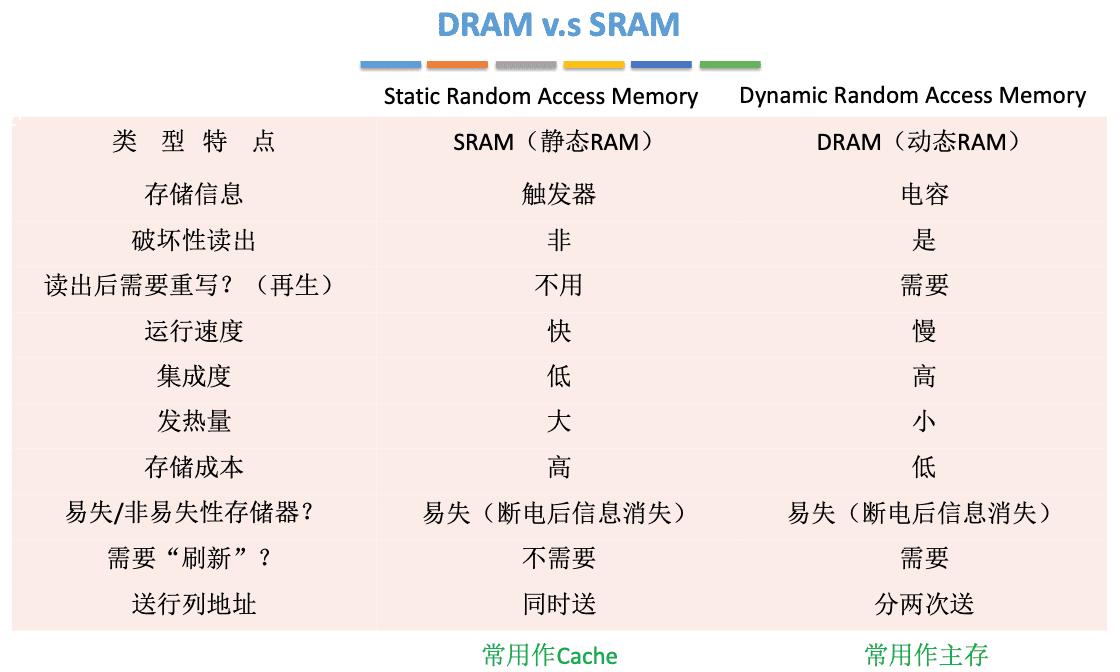 DRAM v.s SRAM
Static Random Access Memory Dynamic Random Access Memory
类 型 特 点 SRAM（静态RAM） DRAM（动态RAM）
存储信息 触发器 电容
破坏性读出 非 是
读出后需要重写？（再生） 不用 需要
运行速度 快 慢
集成度 低 高
发热量 大 小
存储成本 高 低
易失/非易失性存储器？ 易失（断电后信息消失） 易失（断电后信息消失）
需要“刷新”？ 不需要 需要
送行列地址 同时送 分两次送
常用作Cache 常用作主存